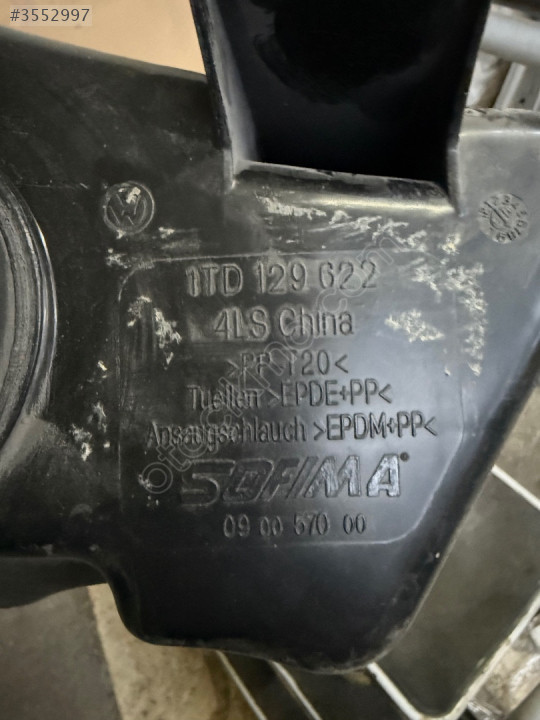 #3552997
1TD 129 622
4LS China
>PP T20<
Tuellen >EPDE+PP<
Ansaugschlauch >EPDM+PP<
SOFIMA
09 00 570 00